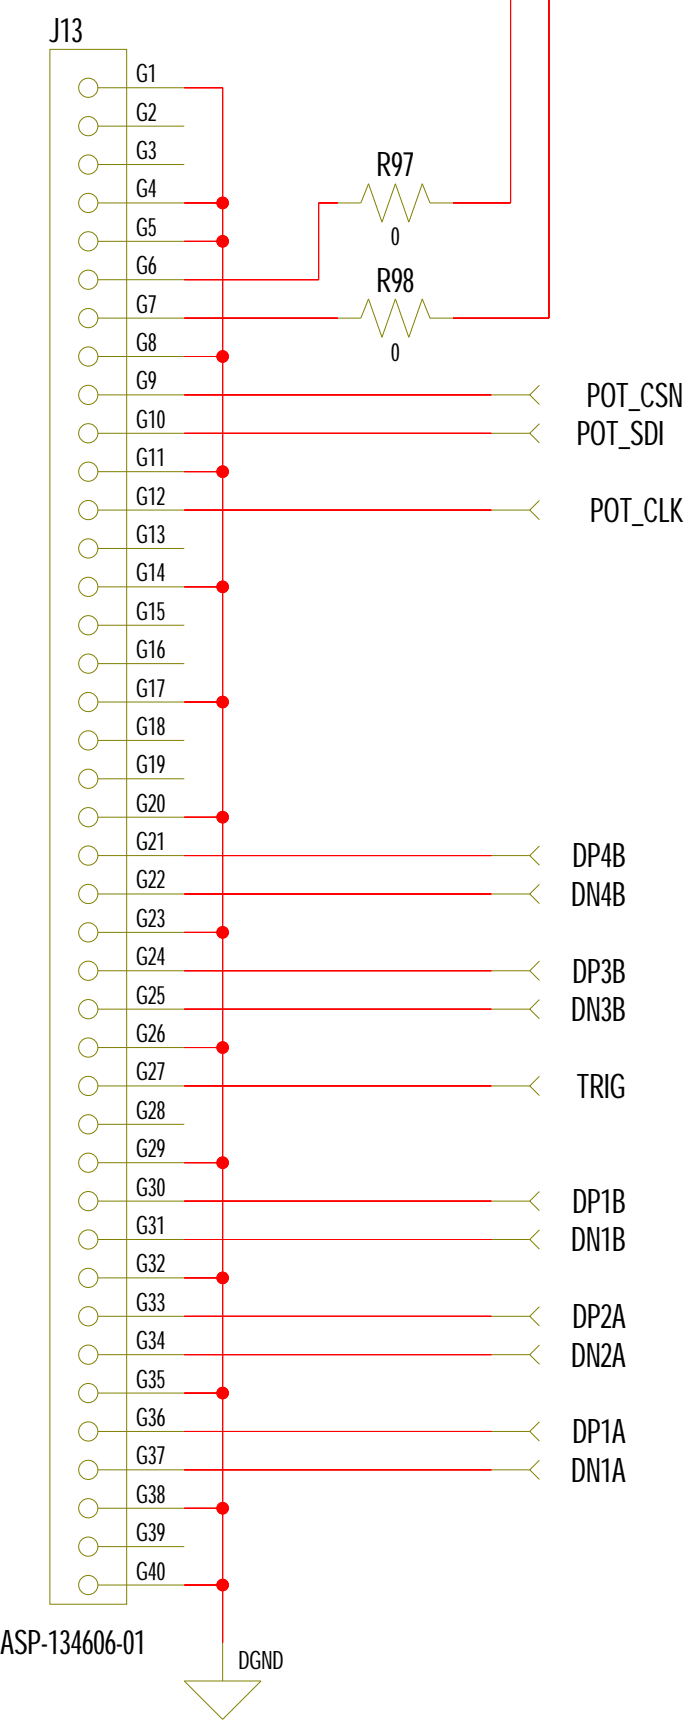 J13
G1
G2
G3
R97
G4
G5
0
G6
R98
G7
G8
0
G9
POT_CSN
G10
POT_SDI
G11
G12
POT_CLK
G13
G14
G15
G16
G17
G18
G19
G20
G21
DP4B
G22
DN4B
G23
G24
DP3B
G25
DN3B
G26
G27
TRIG
G28
G29
G30
DP1B
G31
DN1B
G32
G33
DP2A
G34
DN2A
G35
G36
DP1A
G37
DN1A
G38
G39
G40
ASP-134606-01
DGND